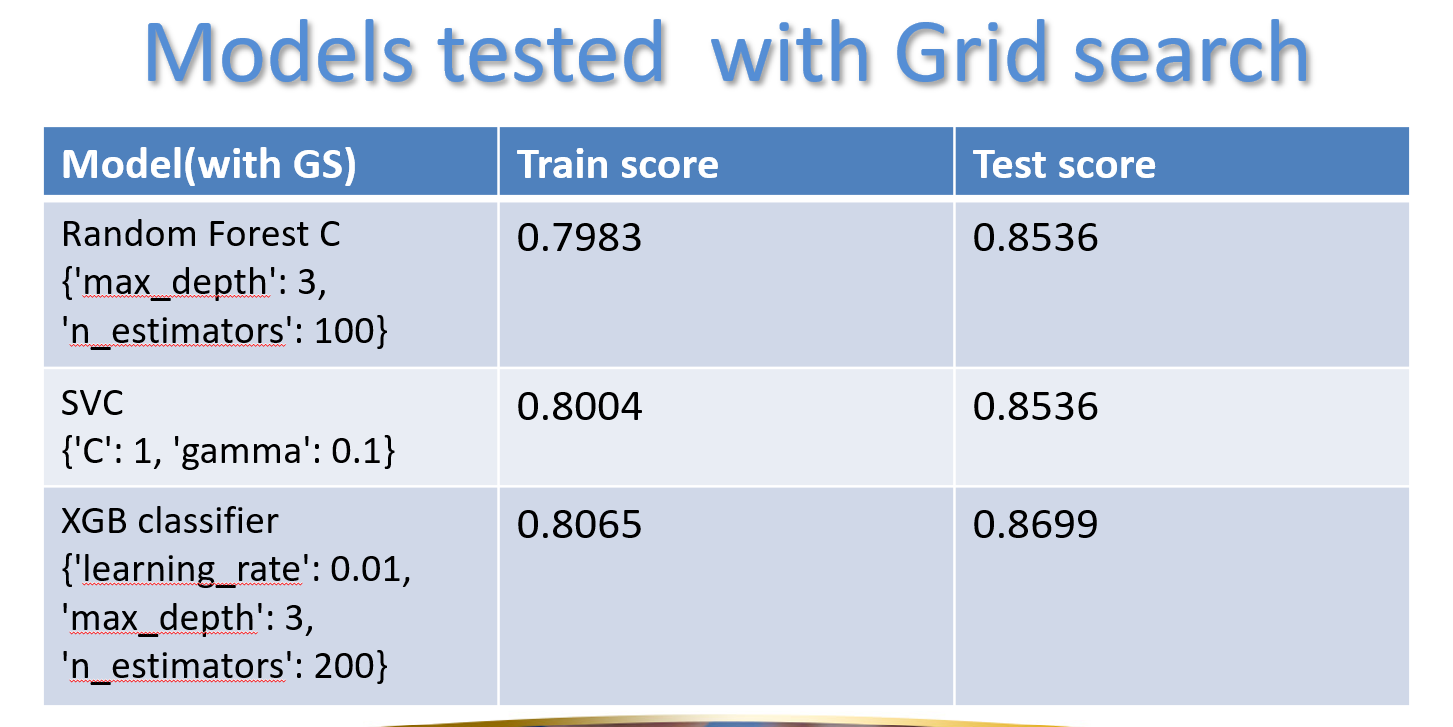 Models tested  with Grid search
Model(with GS)
Train score
Test score
Random Forest C
{'max_depth': 3,
'n_estimators': 100}
0.7983
0.8536
SVC
{'C': 1, 'gamma': 0.1}
0.8004
0.8536
XGB classifier
{'learning_rate': 0.01,
'max_depth': 3,
'n_estimators': 200}
0.8065
0.8699